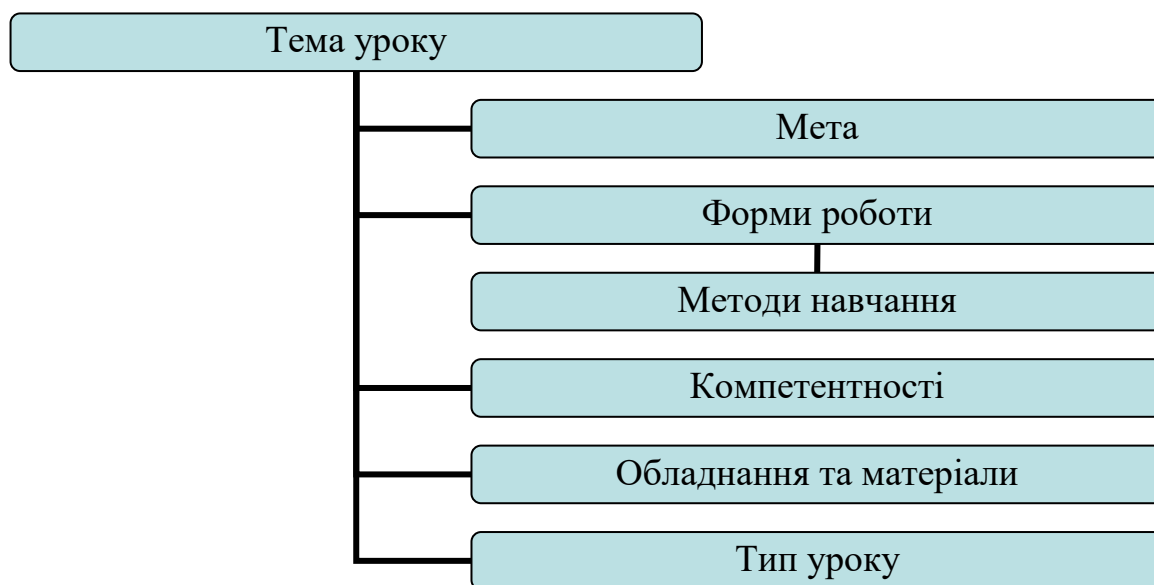 Тема уроку
Мета
Форми роботи
Методи навчання
Компетентності
Обладнання та матеріали
Тип уроку